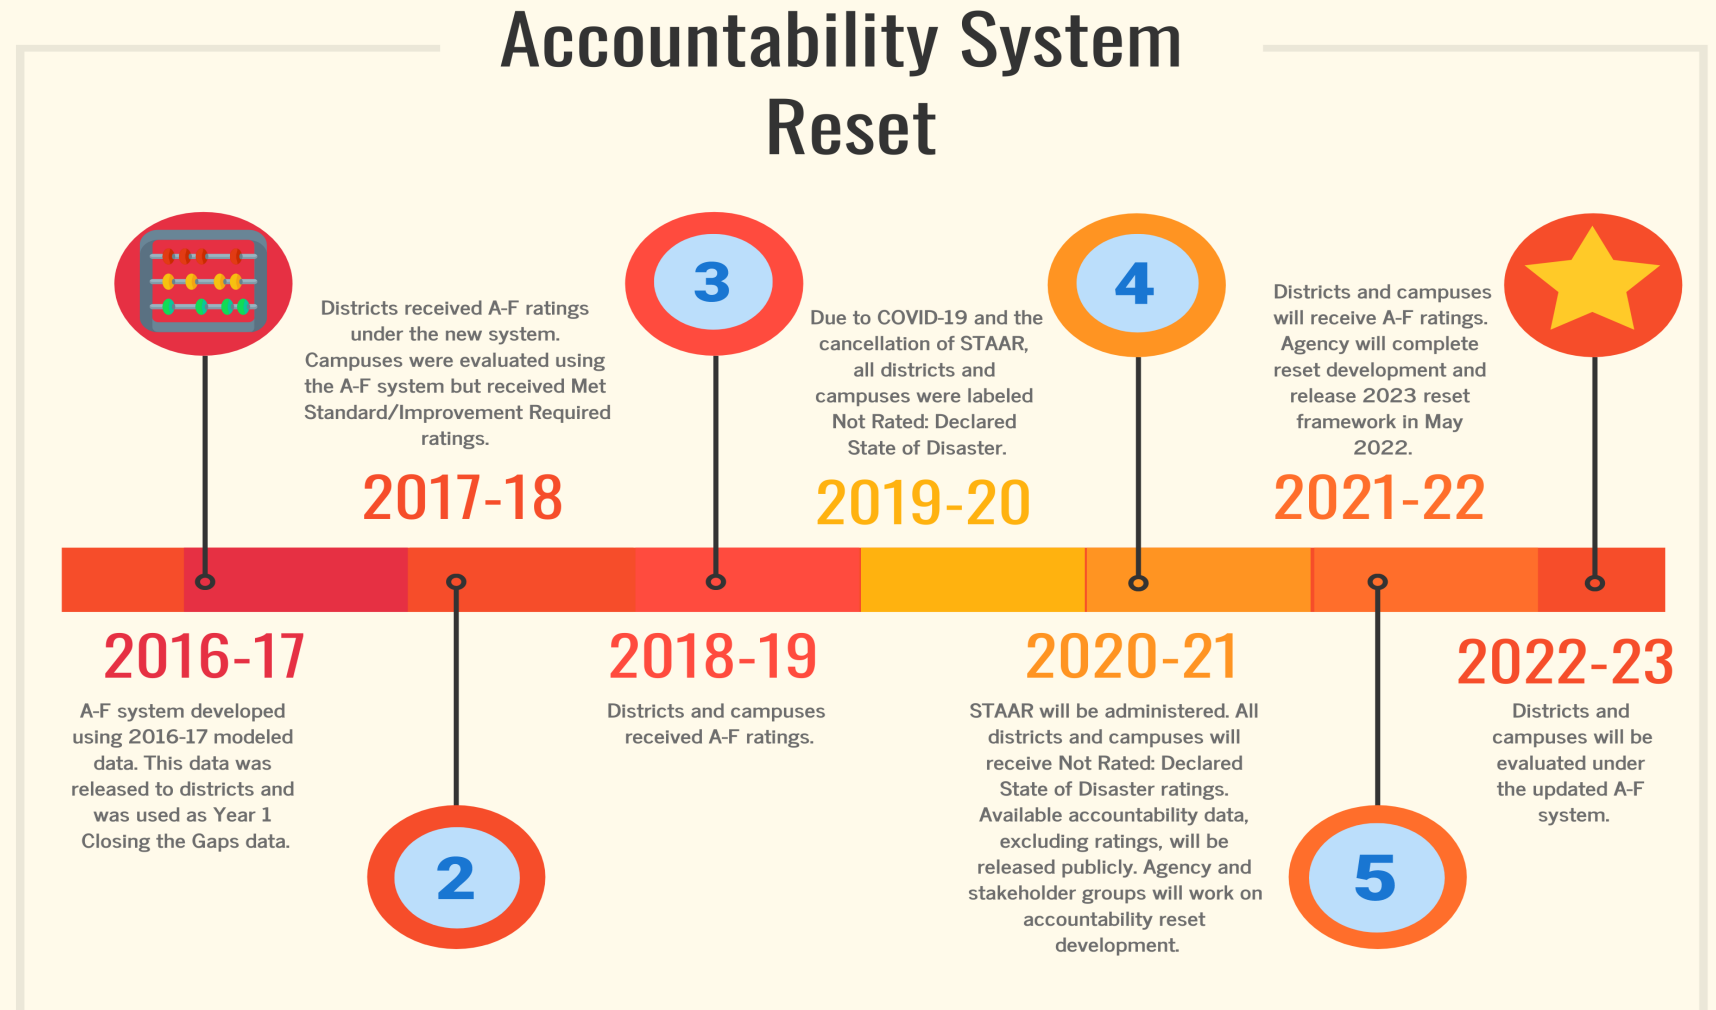 Accountability System
Reset
2016-17
A-F system developed
using 2016-17 modeled
data. This data was
released to districts and
was used as Year 1
Closing the Gaps data.
Districts received A-F ratings
under the new system.
Campuses were evaluated using
the A-F system but received Met
Standard/Improvement Required
ratings.
2017-18
2
3
2018-19
Districts and campuses
received A-F ratings.
Due to COVID-19 and the
cancellation of STAAR,
all districts and
campuses were labeled
Not Rated: Declared
State of Disaster.
2019-20
4
2020-21
STAAR will be administered. All
districts and campuses will
receive Not Rated: Declared
State of Disaster ratings.
Available accountability data,
excluding ratings, will be
released publicly. Agency and
stakeholder groups will work on
accountability reset
development.
Districts and campuses
will receive A-F ratings.
Agency will complete
reset development and
release 2023 reset
framework in May
2022.
2021-22
5
2022-23
Districts and
campuses will be
evaluated under
the updated A-F
system.